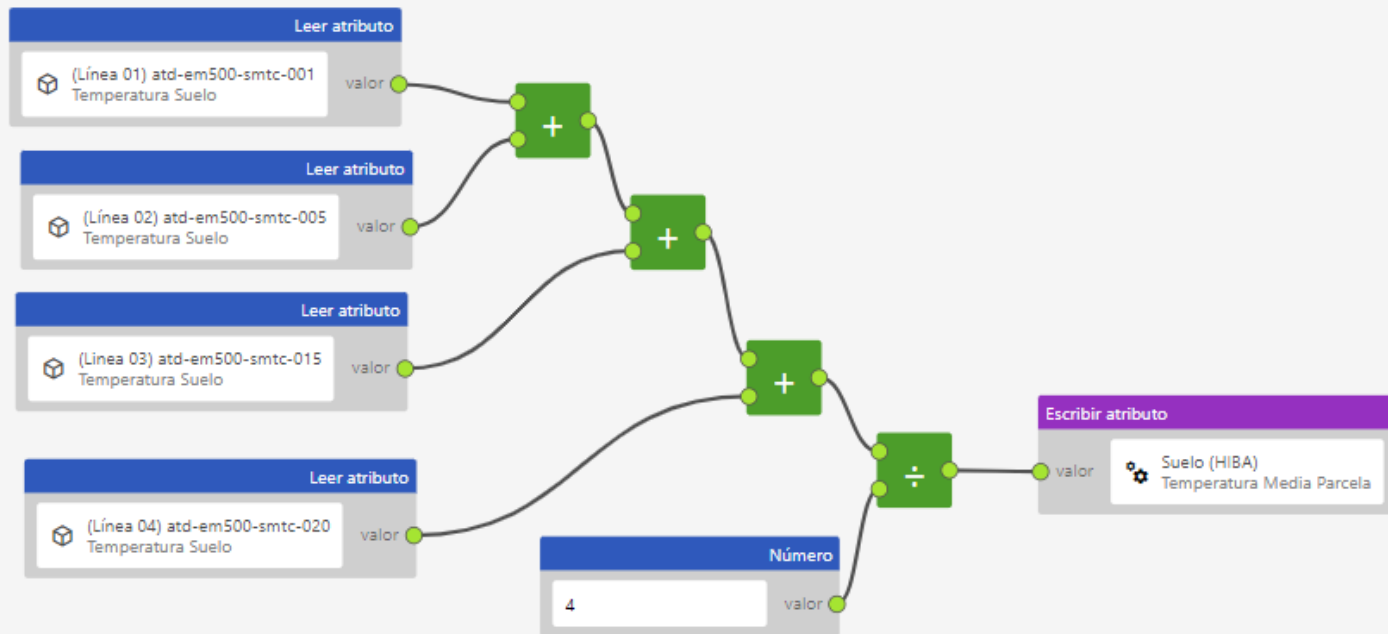 Leer atributo
(Línea 01) atd-em500-smtc-001
Temperatura Suelo
valor
+
Leer atributo
(Línea 02) atd-em500-smtc-005
Temperatura Suelo
valor
+
Leer atributo
(Linea 03) atd-em500-smtc-015
Temperatura Suelo
valor
+
Leer atributo
(Línea 04) atd-em500-smtc-020
Temperatura Suelo
valor
÷
Número
4
valor
Escribir atributo
valor
Suelo (HIBA)
Temperatura Media Parcela